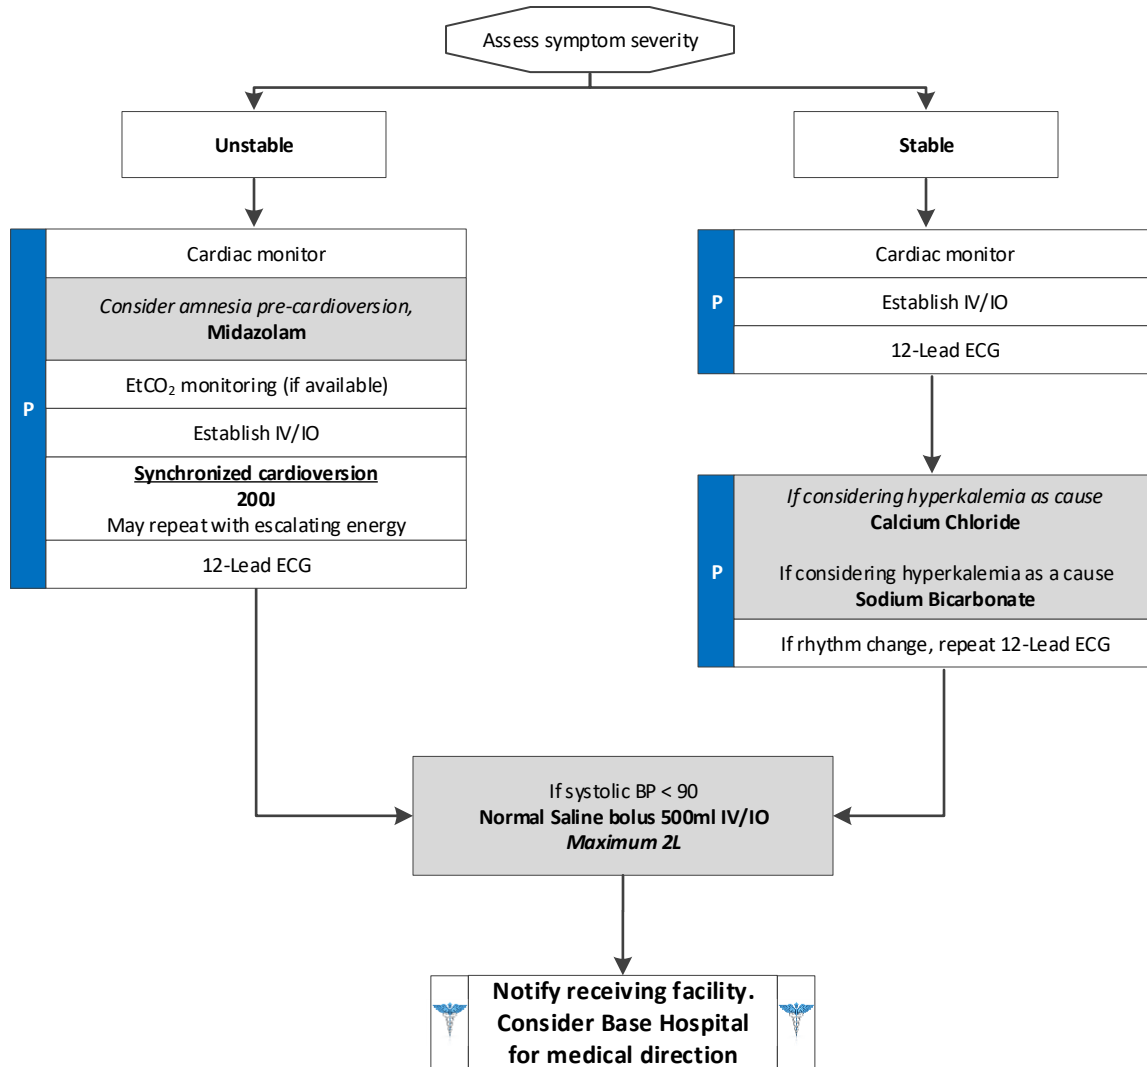 Assess symptom severity
Unstable
Stable
P
Cardiac monitor
Consider amnesia pre-cardioversion,
Midazolam
EtCO₂ monitoring (if available)
Establish IV/IO
Synchronized cardioversion
200J
May repeat with escalating energy
12-Lead ECG
P
Cardiac monitor
Establish IV/IO
12-Lead ECG
P
If considering hyperkalemia as cause
Calcium Chloride
If considering hyperkalemia as a cause
Sodium Bicarbonate
If rhythm change, repeat 12-Lead ECG
If systolic BP < 90
Normal Saline bolus 500ml IV/IO
Maximum 2L
Notify receiving facility.
Consider Base Hospital
for medical direction